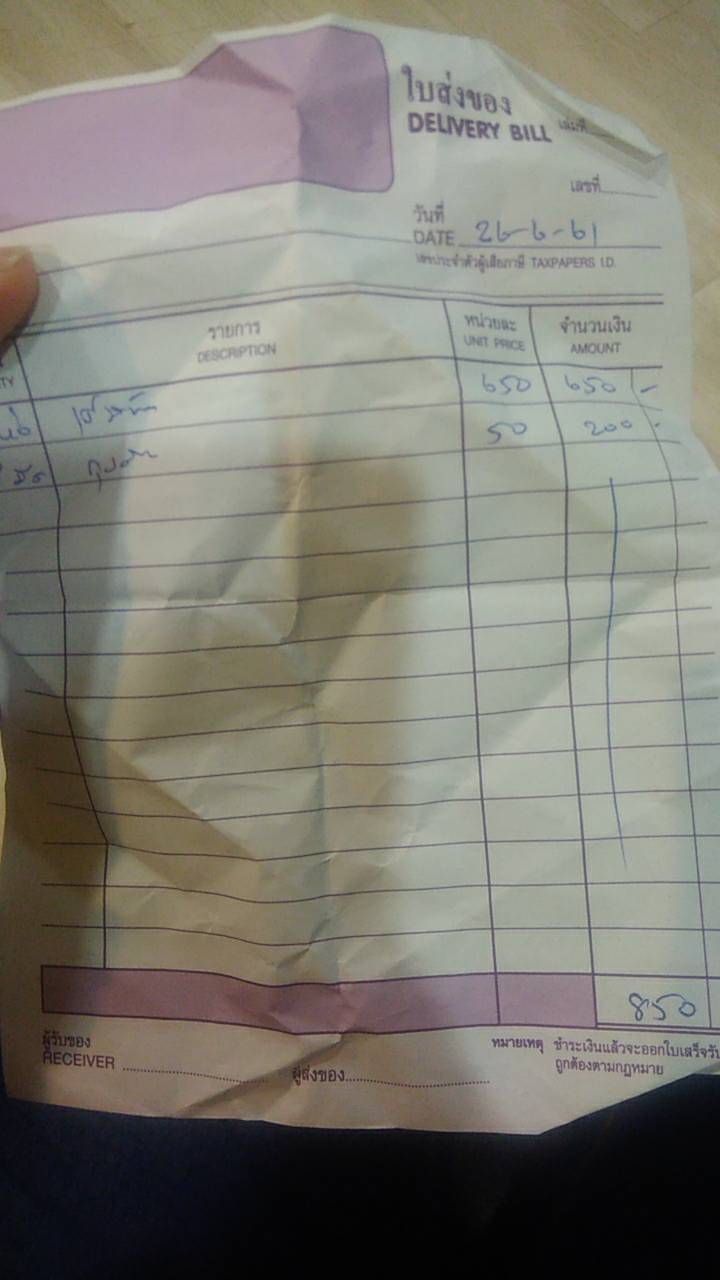 ใบส่งของ
DELIVERY BILL
เล่มที่
เลขที่
วันที่
DATE 26-6-61
เลขประจำตัวผู้เสียภาษี TAXPAPERS I.D.
TY รายการ หน่วยละ จำนวนเงิน
DESCRIPTION UNIT PRICE AMOUNT
650 650 -
50 200 -
850
ผู้รับของ
RECEIVER ผู้ส่งของ
หมายเหตุ ชำระเงินแล้วจะออกใบเสร็จรับ
ถูกต้องตามกฎหมาย